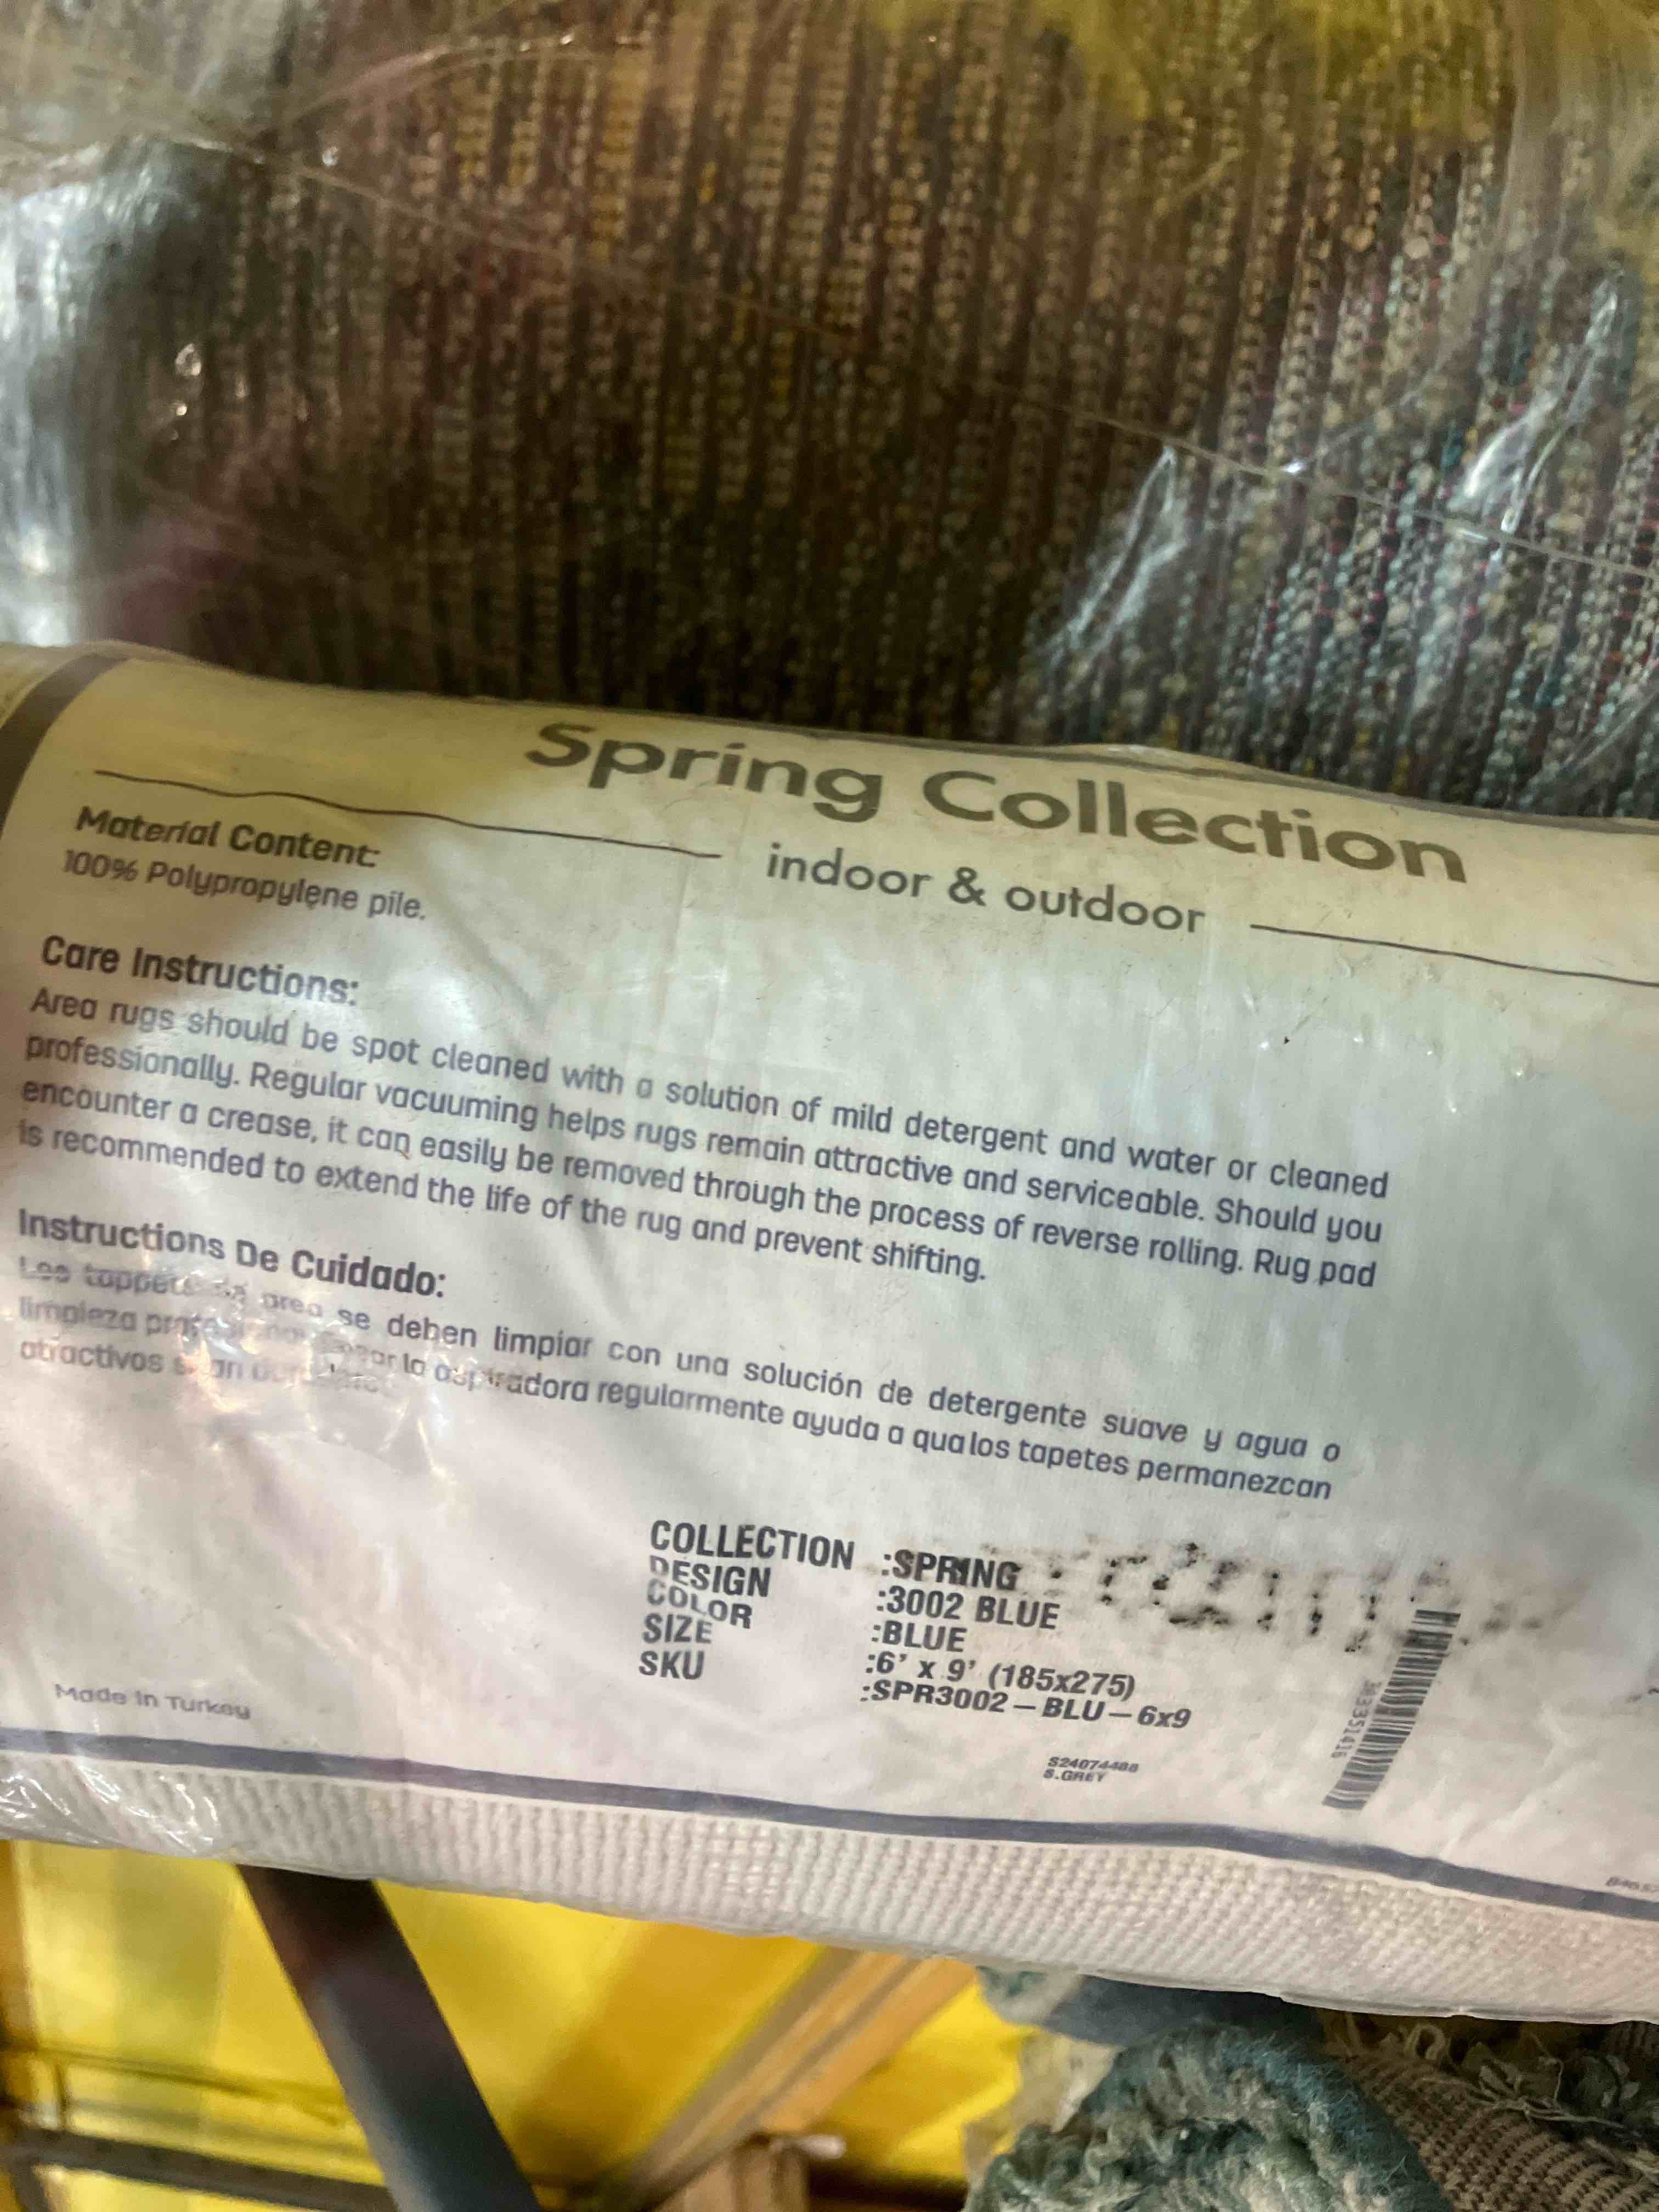 Spring Collection
indoor & outdoor
Material Content:
100% Polypropylene pile.
Care Instructions:
Area rugs should be spot cleaned with a solution of mild detergent and water or cleaned
professionally. Regular vacuuming helps rugs remain attractive and serviceable. Should you
encounter a crease, it can easily be removed through the process of reverse rolling. Rug pad
is recommended to extend the life of the rug and prevent shifting.
Instructions De Cuidado:
se deben limpiar con una solución de detergente suave y agua o
limpieza la aspiradora regularmente ayuda a qua los tapetes permanezcan
atractivos
COLLECTION :SPRING
DESIGN :3002 BLUE
COLOR :BLUE
SIZE :6' x 9' (185x275)
SKU :SPR3002-BLU-6x9
Made in Turkey
S24074488
S.GREY